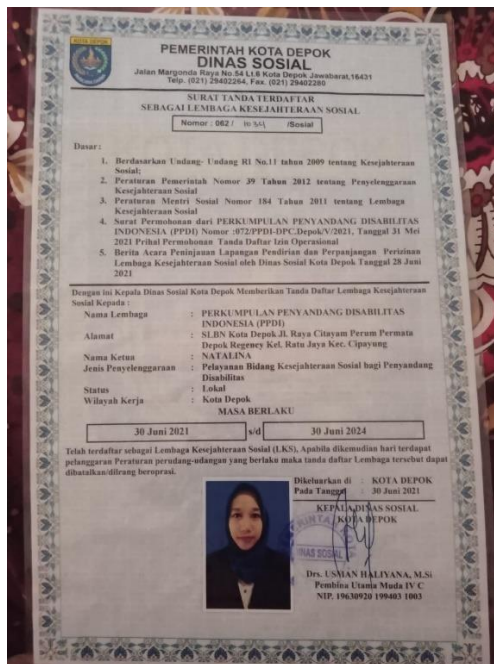 KOTA DEPOK
PEMERINTAH KOTA DEPOK
DINAS SOSIAL
Jalan Margonda Raya No.54 Lt.8 Kota Depok Jawabarat,16431
Telp. (021) 29402264, Fax. (021) 29402280
SURAT TANDA TERDAFTAR
SEBAGAI LEMBAGA KESEJAHTERAAN SOSIAL
Nomor : 062 / 1034 /Sosial
Dasar :
1. Berdasarkan Undang- Undang RI No.11 tahun 2009 tentang Kesejahteraan
Sosial;
2. Peraturan Pemerintah Nomor 39 Tahun 2012 tentang Penyelenggaraan
Kesejahteraan Sosial
3. Peraturan Mentri Sosial Nomor 184 Tahun 2011 tentang Lembaga
Kesejahteraan Sosial
4. Surat Permohonan dari PERKUMPULAN PENYANDANG DISABILITAS
INDONESIA (PPDI) Nomor :072/PPDI-DPC.Depok/V/2021, Tanggal 31 Mei
2021 Prihal Permohonan Tanda Daftar Izin Operasional
5. Berita Acara Peninjauan Lapangan Pendirian dan Perpanjangan Perizinan
Lembaga Kesejahteraan Sosial oleh Dinas Sosial Kota Depok Tanggal 28 Juni
2021
Dengan ini Kepala Dinas Sosial Kota Depok Memberikan Tanda Daftar Lembaga Kesejahteraan
Sosial Kepada :
Nama Lembaga : PERKUMPULAN PENYANDANG DISABILITAS
INDONESIA (PPDI)
Alamat : SLBN Kota Depok Jl. Raya Citayam Perum Permata
Depok Regency Kel. Ratu Jaya Kec. Cipayung
Nama Ketua : NATALINA
Jenis Penyelenggaraan : Pelayanan Bidang Kesejahteraan Sosial bagi Penyandang
Disabilitas
Status : Lokal
Wilayah Kerja : Kota Depok
MASA BERLAKU
30 Juni 2021 s/d 30 Juni 2024
Telah terdaftar sebagai Lembaga Kesejahteraan Sosial (LKS), Apabila dikemudian hari terdapat
pelanggaran Peraturan perudang-udangan yang berlaku maka tanda daftar Lembaga tersebut dapat
dibatalkan/dilrang beroprasi.
Dikeluarkan di : KOTA DEPOK
Pada Tanggal : 30 Juni 2021
KEPALA DINAS SOSIAL
KOTA DEPOK
DINAS SOSIAL
Drs. USMAN HALIYANA, M.Si
Pembina Utama Muda IV C
NIP. 19630920 199403 1003